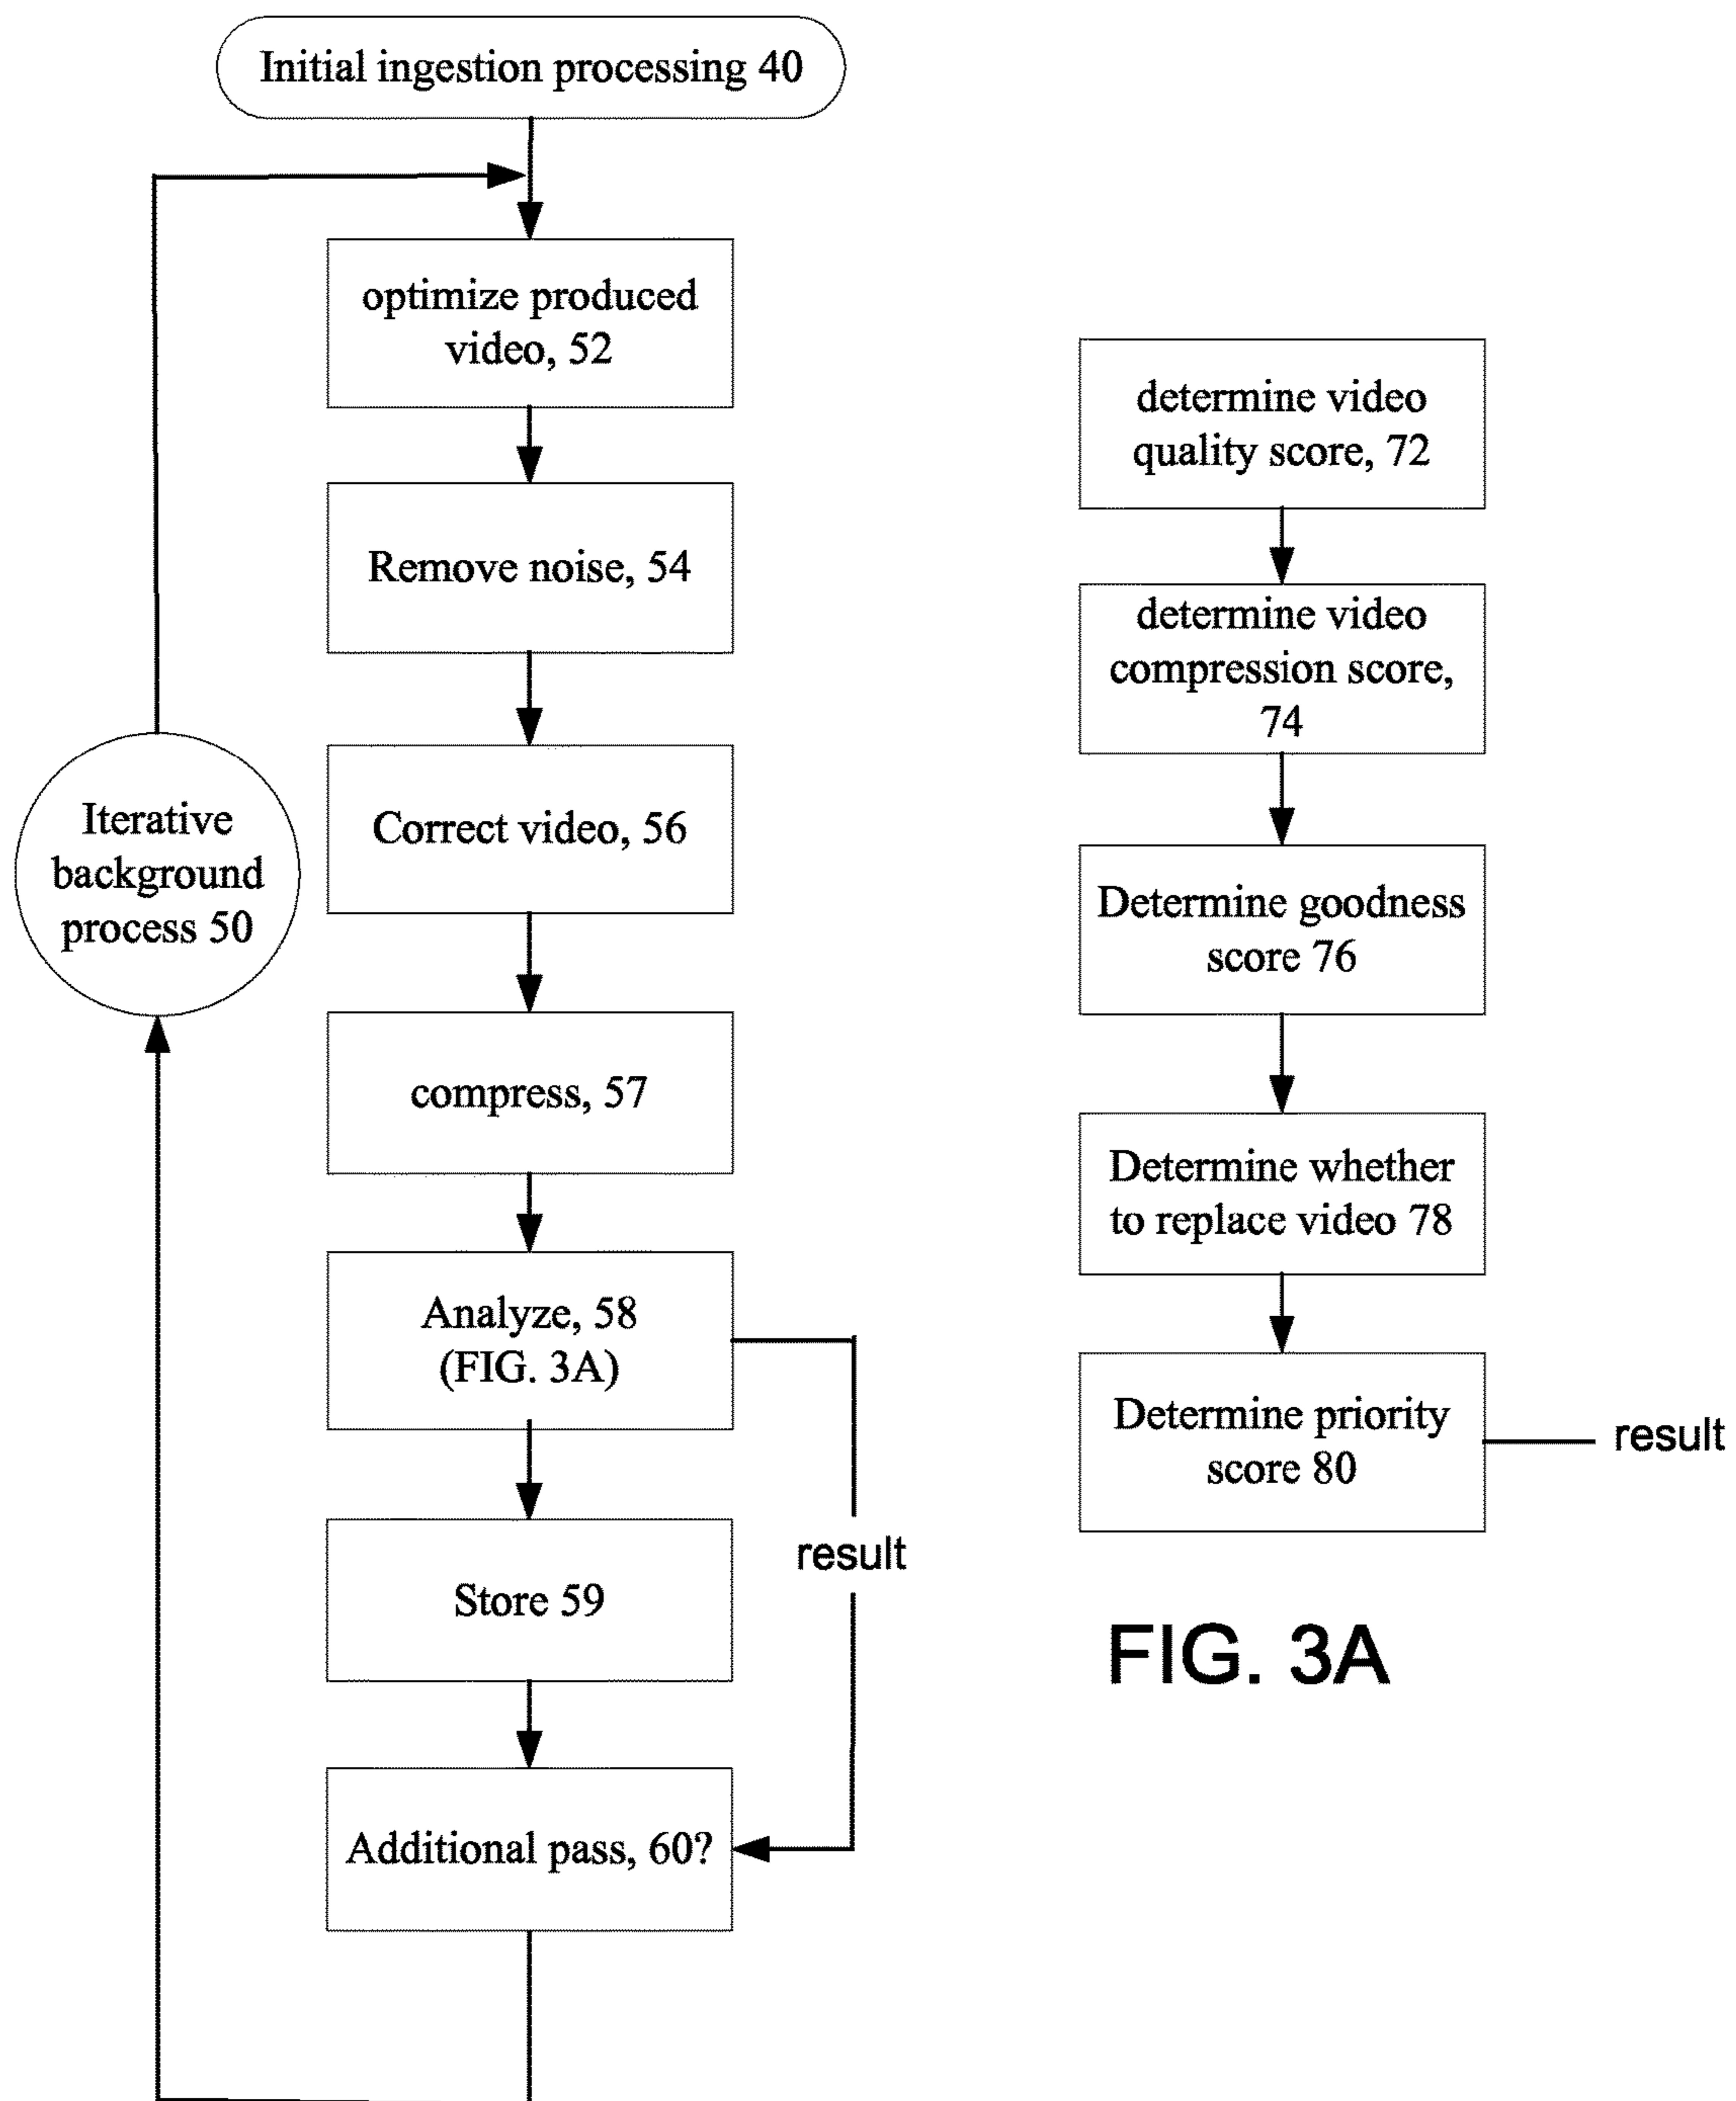 Initial ingestion processing 40
optimize produced
video, 52
Remove noise, 54
Correct video, 56
Iterative
background
process 50
compress, 57
Analyze, 58
(FIG. 3A)
result
Store 59
Additional pass, 60?
determine video
quality score, 72
determine video
compression score,
74
Determine goodness
score 76
Determine whether
to replace video 78
Determine priority
score 80
result
FIG. 3A